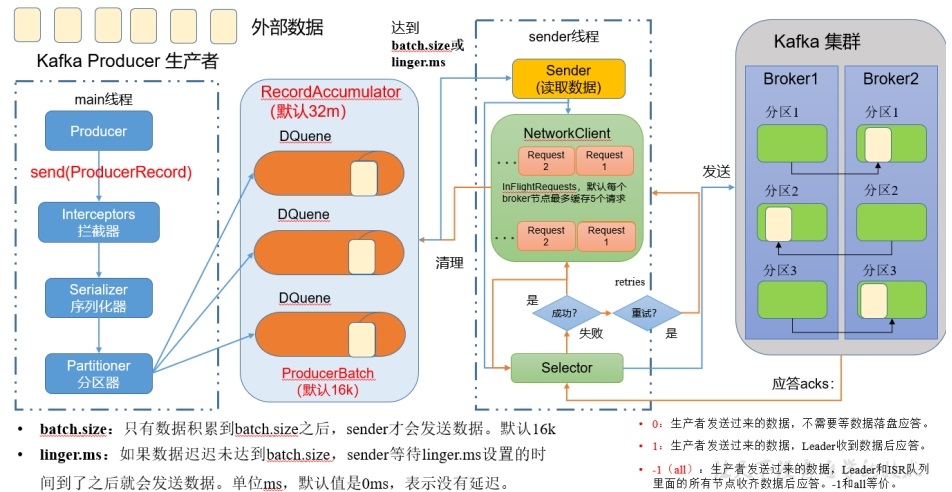 外部数据
Kafka Producer 生产者
main线程
Producer
send(ProducerRecord)
Interceptors
拦截器
Serializer
序列化器
Partitioner
分区器
RecordAccumulator
(默认32m)
DQuene
DQuene
DQuene
ProducerBatch
(默认16k)
达到
batch.size或
linger.ms
清理
sender线程
Sender
(读取数据)
NetworkClient
... Request 2 Request 1
InFlightRequests，默认每个
broker节点最多缓存5个请求
... Request 2 Request 1
retries
是
成功?
重试?
失败
是
Selector
发送
Kafka 集群
Broker1
Broker2
分区1
分区1
分区2
分区2
分区3
分区3
应答acks：
• batch.size：只有数据积累到batch.size之后，sender才会发送数据。默认16k
• linger.ms：如果数据迟迟未达到batch.size，sender等待linger.ms设置的时
间到了之后就会发送数据。单位ms，默认值是0ms，表示没有延迟。
• 0：生产者发送过来的数据，不需要等数据落盘应答。
• 1：生产者发送过来的数据，Leader收到数据后应答。
• -1（all）：生产者发送过来的数据，Leader和ISR队列
里面的所有节点收齐数据后应答。-1和all等价。